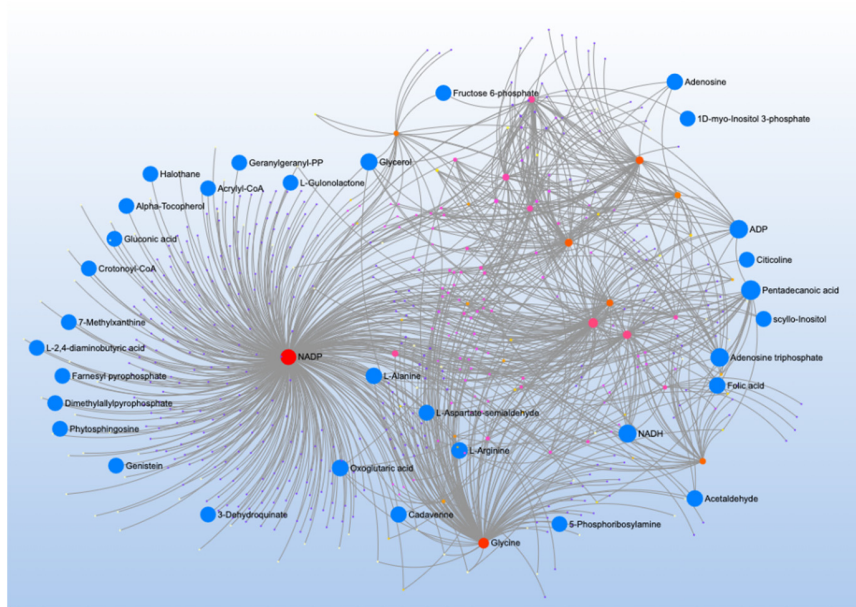 Adenosine
Fructose 6-phosphate
1D-myo-Inositol 3-phosphate
Geranylgeranyl-PP
Glycerol
Halothane
L-Gulonolactone
Acrylyl-CoA
Alpha-Tocopherol
ADP
Gluconic acid
Citicoline
Crotonoyl-CoA
Pentadecanoic acid
scyllo-Inositol
7-Methylxanthine
L-2,4-diaminobutyric acid
NADP
Adenosine triphosphate
Farnesyl pyrophosphate
L-Alanine
Folic acid
Dimethylallylpyrophosphate
L-Aspartate-semialdehyde
Phytosphingosine
NADH
L-Arginine
Genistein
Oxoglutaric acid
Acetaldehyde
3-Dehydroquinate
Cadaverine
5-Phosphoribosylamine
Glycine